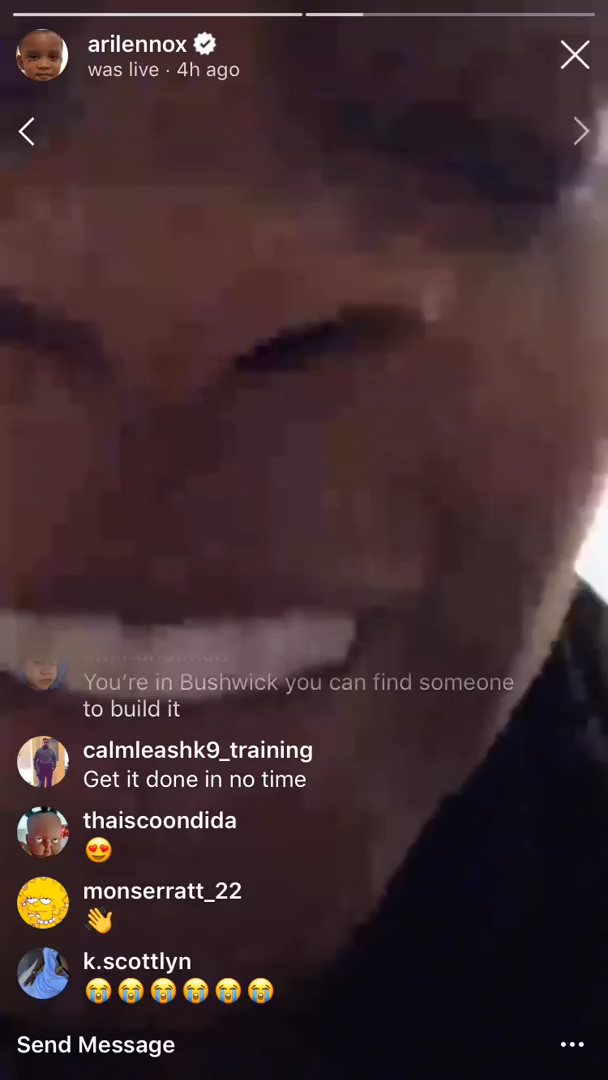 arilennox
was live · 4h ago
You're in Bushwick you can find someone
to build it
calmleashk9_training
Get it done in no time
thaiscoondida
😍
monserratt_22
👋
k.scottlyn
😭😭😭😭😭😭
Send Message